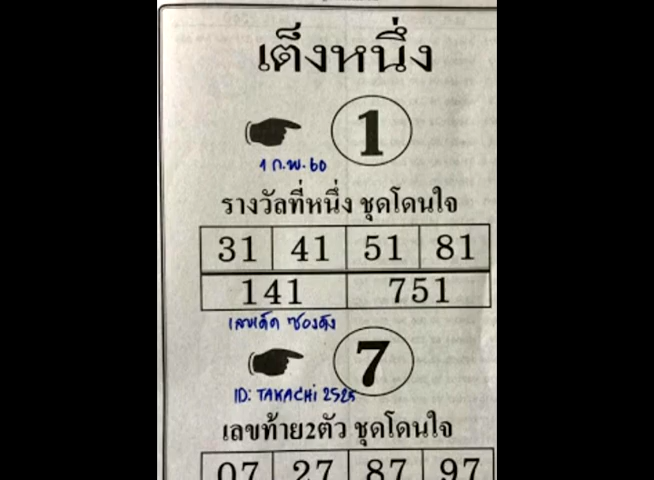 เต็งหนึ่ง
1
1 ก.พ. 60
รางวัลที่หนึ่ง ชุดโดนใจ
31 41 51 81
141 751
เลขเด็ด ซองดัง
7
ID: TAKACHi 2525
เลขท้าย2ตัว ชุดโดนใจ
07 27 87 97